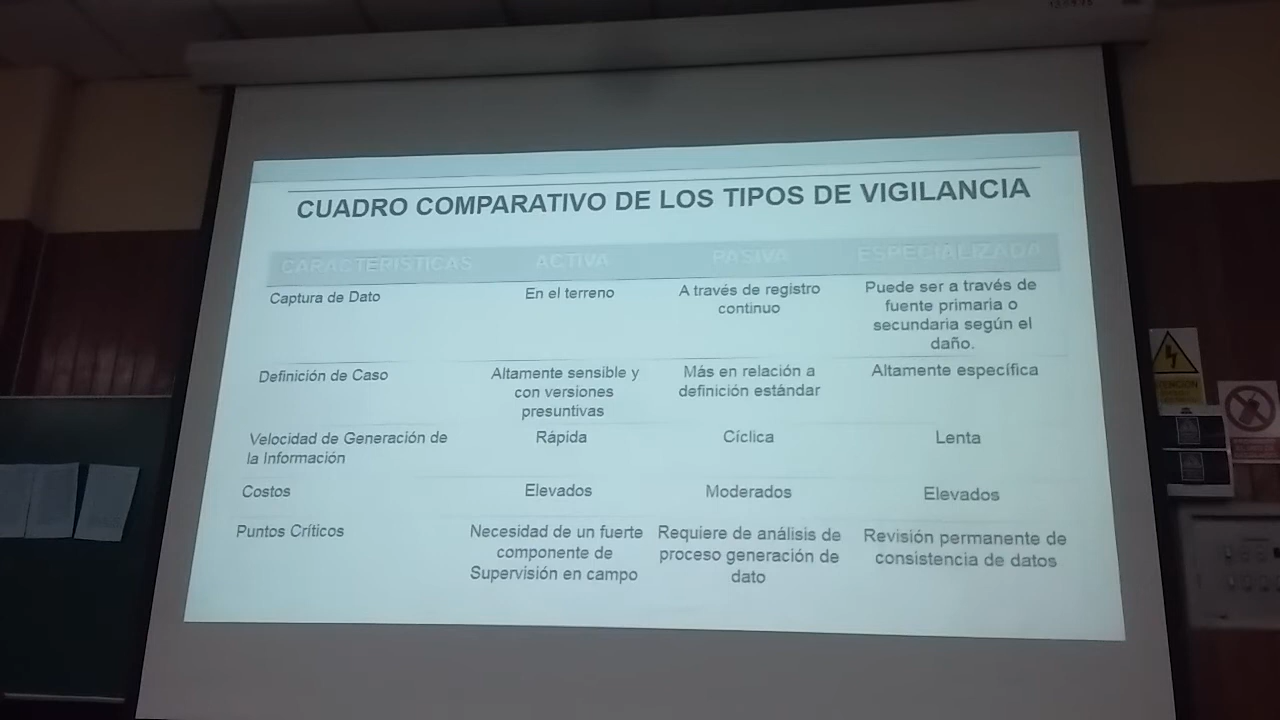 CUADRO COMPARATIVO DE LOS TIPOS DE VIGILANCIA
CARACTERISTICAS ACTIVA PASIVA ESPECIALIZADA
Captura de Dato
En el terreno
A través de registro
continuo
Puede ser a través de
fuente primaria o
secundaria según el
daño.
Definición de Caso
Altamente sensible y
con versiones
presuntivas
Más en relación a
definición estándar
Altamente específica
Velocidad de Generación de
la Información
Rápida
Cíclica
Lenta
Costos
Elevados
Moderados
Elevados
Puntos Críticos
Necesidad de un fuerte
componente de
Supervisión en campo
Requiere de análisis de
proceso generación de
dato
Revisión permanente de
consistencia de datos